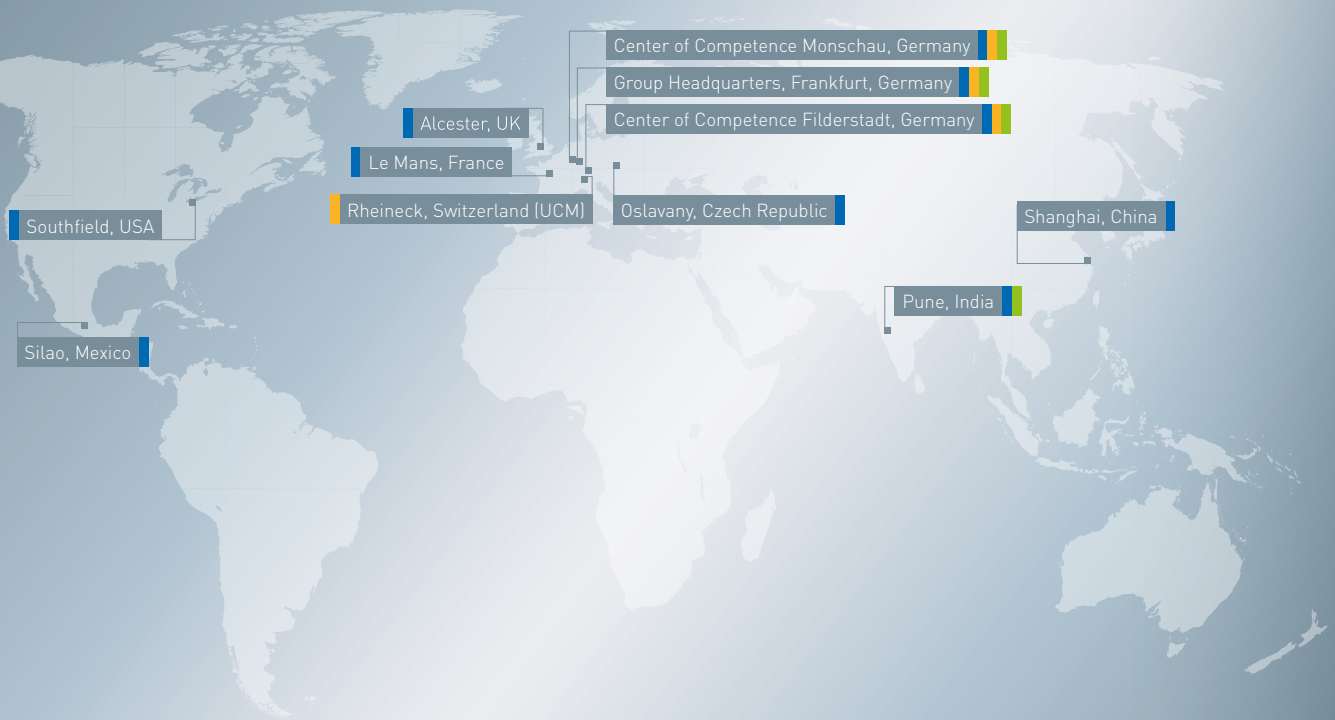 Center of Competence Monschau, Germany
Group Headquarters, Frankfurt, Germany
Center of Competence Filderstadt, Germany
Alcester, UK
Le Mans, France
Rheineck, Switzerland (UCM)
Oslavany, Czech Republic
Southfield, USA
Shanghai, China
Pune, India
Silao, Mexico